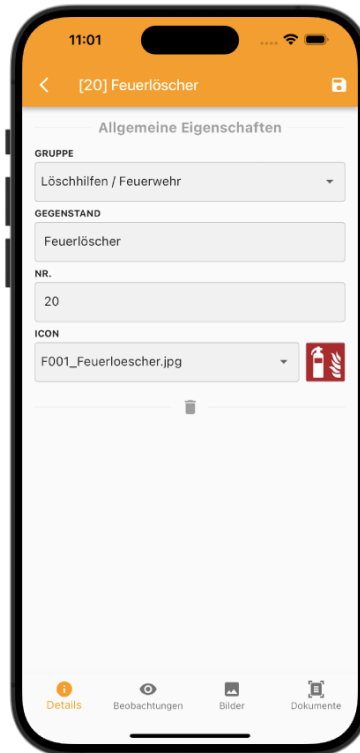 11:01
[20] Feuerlöscher
Allgemeine Eigenschaften
GRUPPE
Löschhilfen / Feuerwehr
GEGENSTAND
Feuerlöscher
NR.
20
ICON
F001_Feuerloescher.jpg
Details Beobachtungen Bilder Dokumente